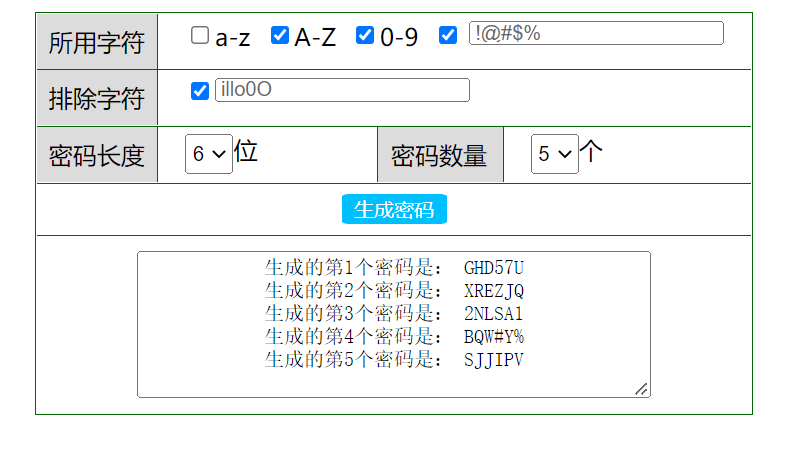 所用字符 a-z A-Z 0-9 !@#$%
排除字符 iIlo0O
密码长度 6 位 密码数量 5 个
生成密码
生成的第1个密码是： GHD57U
生成的第2个密码是： XREZJQ
生成的第3个密码是： 2NLSA1
生成的第4个密码是： BQW#Y%
生成的第5个密码是： SJJIPV